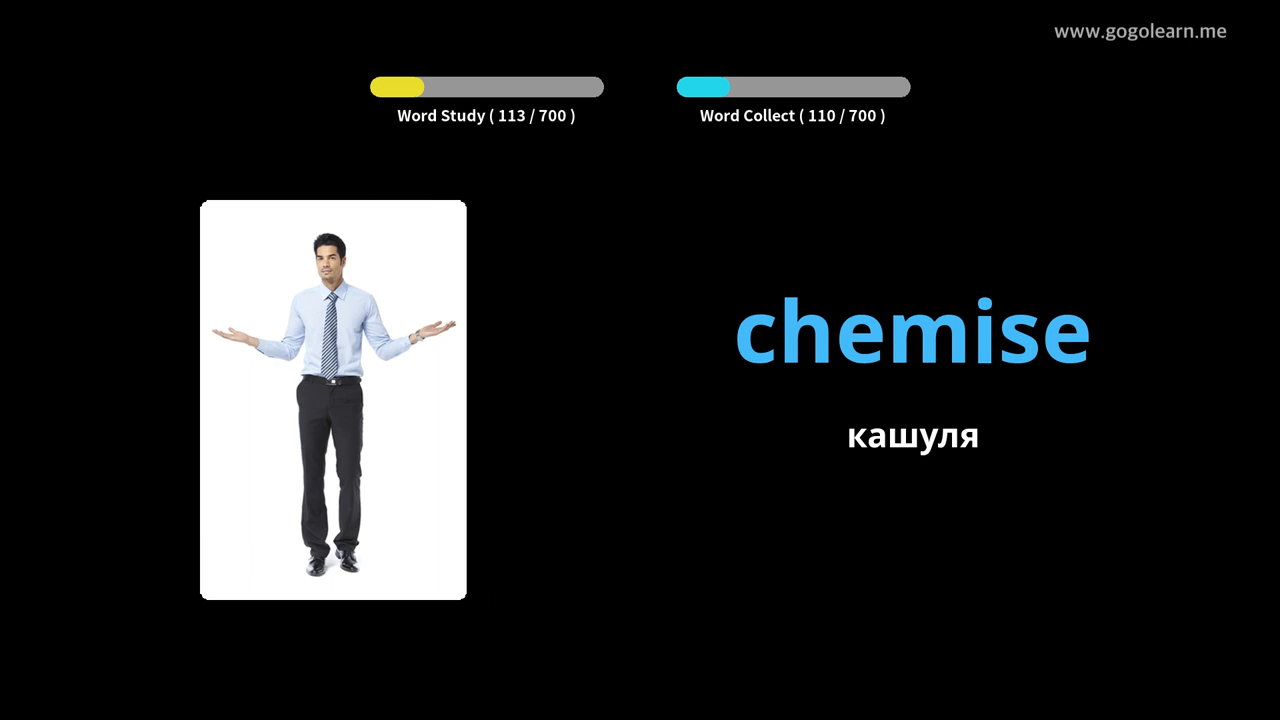 www.gogolearn.me
Word Study ( 113 / 700 )
Word Collect ( 110 / 700 )
chemise
кашуля